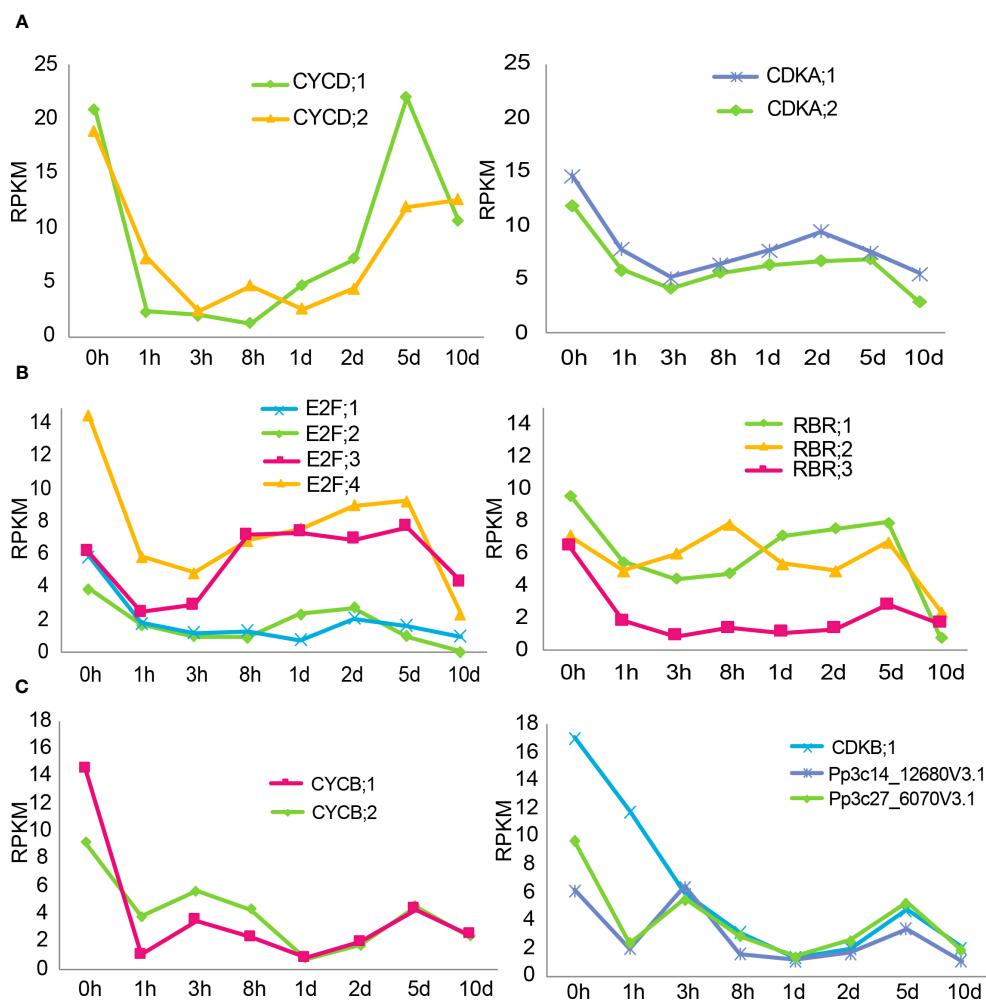 A
RPKM
25
20
15
10
5
0
0h 1h 3h 8h 1d 2d 5d 10d
CYCD;1
CYCD;2
RPKM
25
20
15
10
5
0
0h 1h 3h 8h 1d 2d 5d 10d
CDKA;1
CDKA;2
B
RPKM
14
12
10
8
6
4
2
0
0h 1h 3h 8h 1d 2d 5d 10d
E2F;1
E2F;2
E2F;3
E2F;4
RPKM
14
12
10
8
6
4
2
0
0h 1h 3h 8h 1d 2d 5d 10d
RBR;1
RBR;2
RBR;3
C
RPKM
18
16
14
12
10
8
6
4
2
0
0h 1h 3h 8h 1d 2d 5d 10d
CYCB;1
CYCB;2
RPKM
18
16
14
12
10
8
6
4
2
0
0h 1h 3h 8h 1d 2d 5d 10d
CDKB;1
Pp3c14_12680V3.1
Pp3c27_6070V3.1